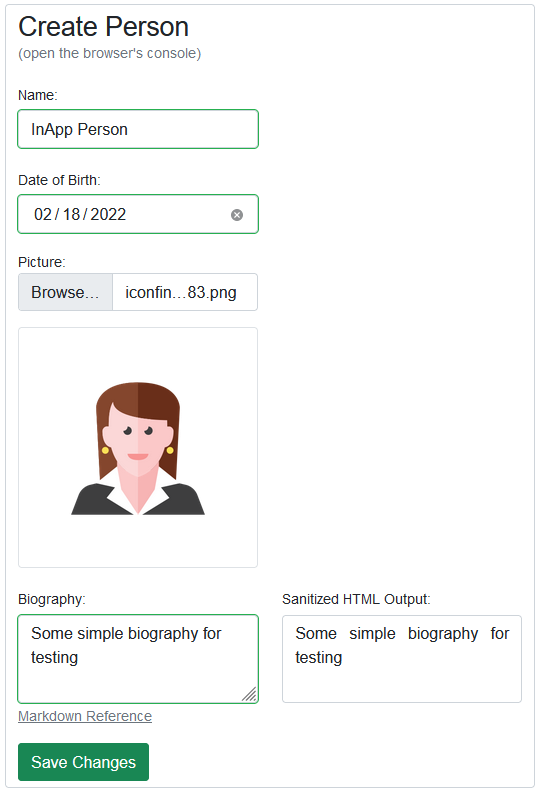 Create Person
(open the browser's console)
Name:
InApp Person
Date of Birth:
02/18/2022
Picture:
Browse... iconfin...83.png
Biography:
Some simple biography for
testing
Sanitized HTML Output:
Some simple biography for
testing
Markdown Reference
Save Changes